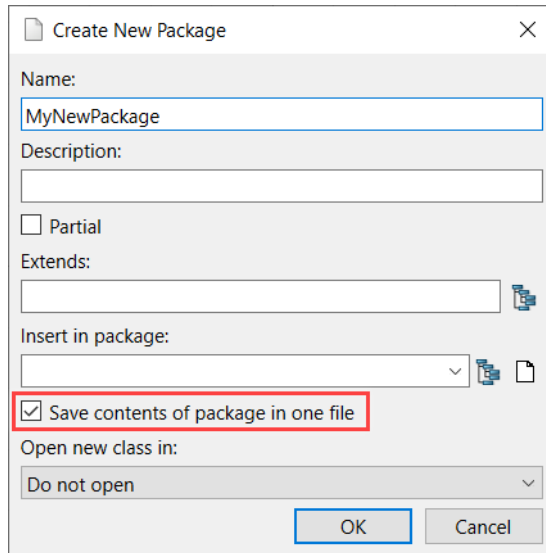 Create New Package
Name:
MyNewPackage
Description:
Partial
Extends:
Insert in package:
Save contents of package in one file
Open new class in:
Do not open
OK Cancel